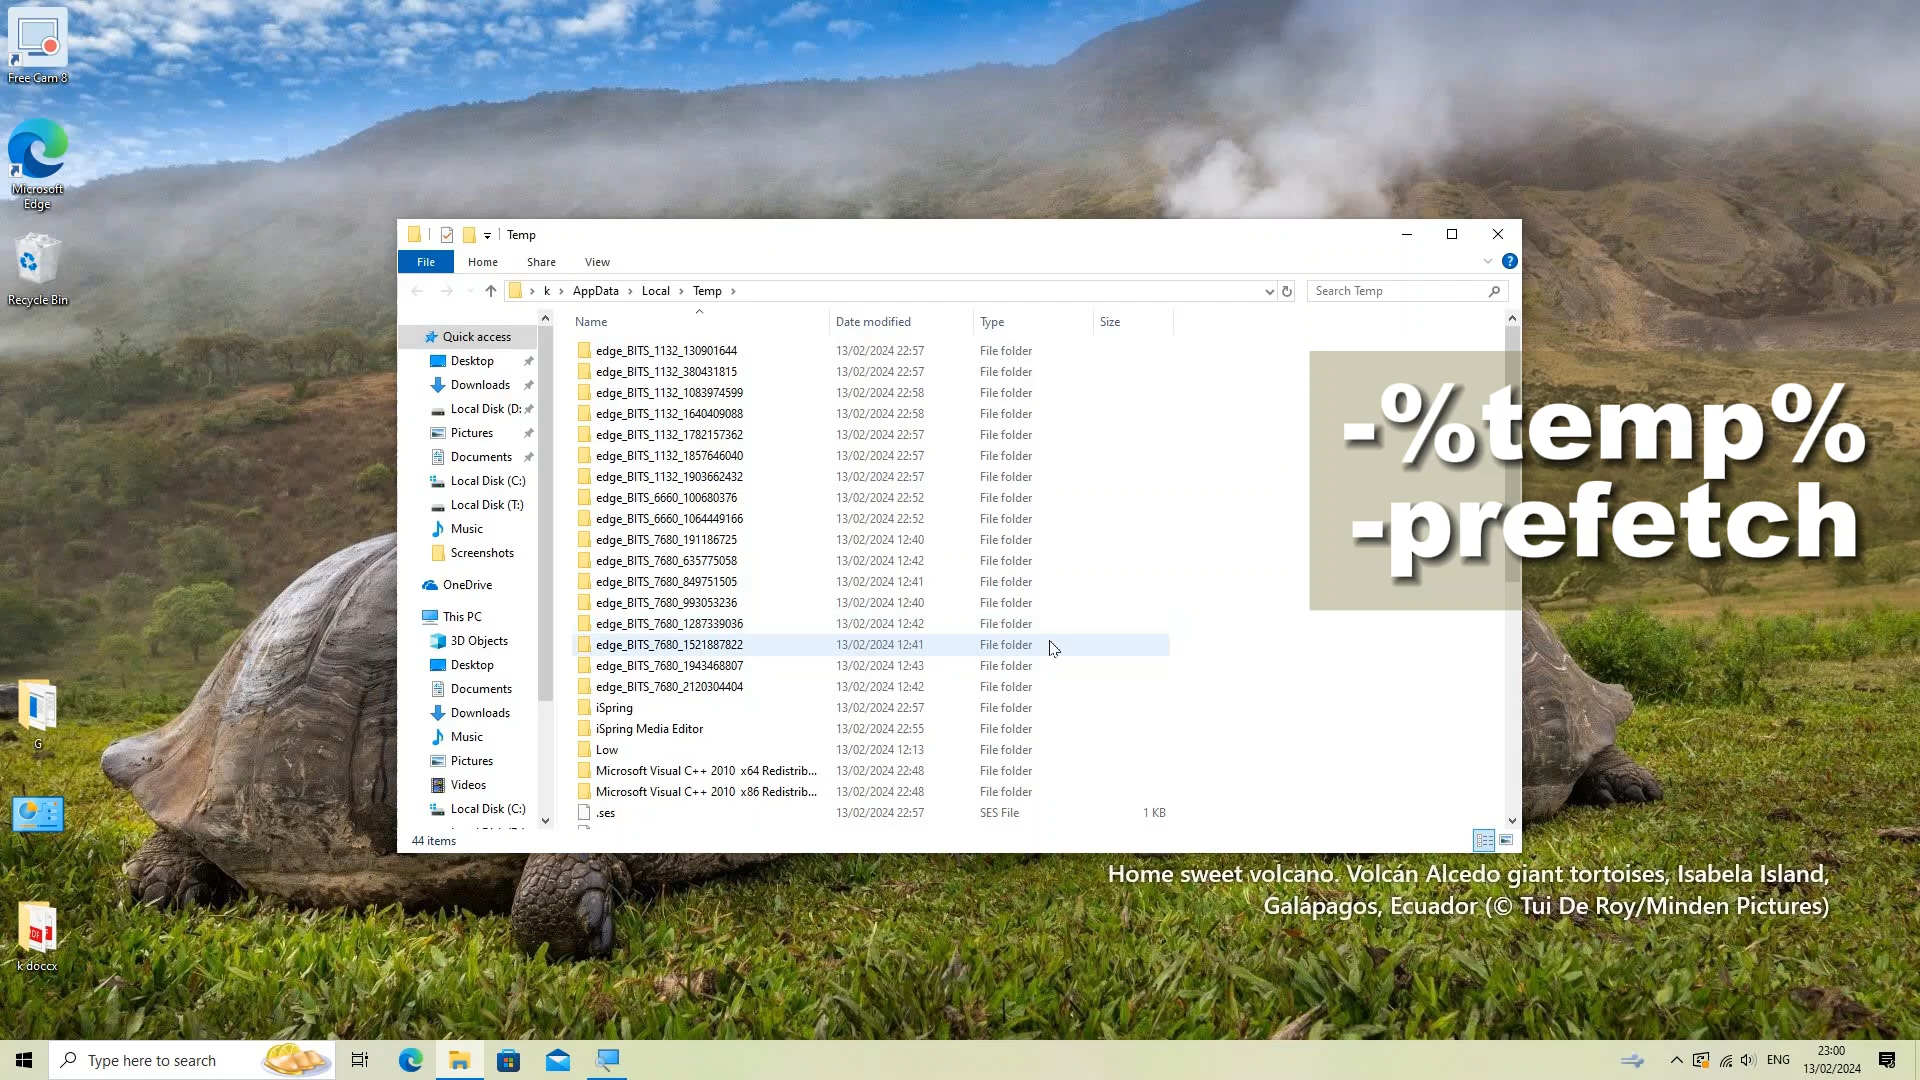 Free Cam 8
Microsoft
Edge
Recycle Bin
G
k doccx
Temp
File Home Share View
k AppData Local Temp
Search Temp
Quick access
Desktop
Downloads
Local Disk (D:
Pictures
Documents
Local Disk (C:)
Local Disk (T:)
Music
Screenshots
OneDrive
This PC
3D Objects
Desktop
Documents
Downloads
Music
Pictures
Videos
Local Disk (C:)
Name Date modified Type Size
edge_BITS_1132_130901644 13/02/2024 22:57 File folder
edge_BITS_1132_380431815 13/02/2024 22:57 File folder
edge_BITS_1132_1083974599 13/02/2024 22:58 File folder
edge_BITS_1132_1640409088 13/02/2024 22:58 File folder
edge_BITS_1132_1782157362 13/02/2024 22:57 File folder
edge_BITS_1132_1857646040 13/02/2024 22:57 File folder
edge_BITS_1132_1903662432 13/02/2024 22:57 File folder
edge_BITS_6660_100680376 13/02/2024 22:52 File folder
edge_BITS_6660_1064449166 13/02/2024 22:52 File folder
edge_BITS_7680_191186725 13/02/2024 12:40 File folder
edge_BITS_7680_635775058 13/02/2024 12:42 File folder
edge_BITS_7680_849751505 13/02/2024 12:41 File folder
edge_BITS_7680_993053236 13/02/2024 12:40 File folder
edge_BITS_7680_1287339036 13/02/2024 12:42 File folder
edge_BITS_7680_1521887822 13/02/2024 12:41 File folder
edge_BITS_7680_1943468807 13/02/2024 12:43 File folder
edge_BITS_7680_2120304404 13/02/2024 12:42 File folder
iSpring 13/02/2024 22:57 File folder
iSpring Media Editor 13/02/2024 22:55 File folder
Low 13/02/2024 12:13 File folder
Microsoft Visual C++ 2010 x64 Redistrib... 13/02/2024 22:48 File folder
Microsoft Visual C++ 2010 x86 Redistrib... 13/02/2024 22:48 File folder
.ses 13/02/2024 22:57 SES File 1 KB
44 items
-%temp%
-prefetch
Home sweet volcano. Volcán Alcedo giant tortoises, Isabela Island,
Galápagos, Ecuador (© Tui De Roy/Minden Pictures)
Type here to search
ENG
23:00
13/02/2024